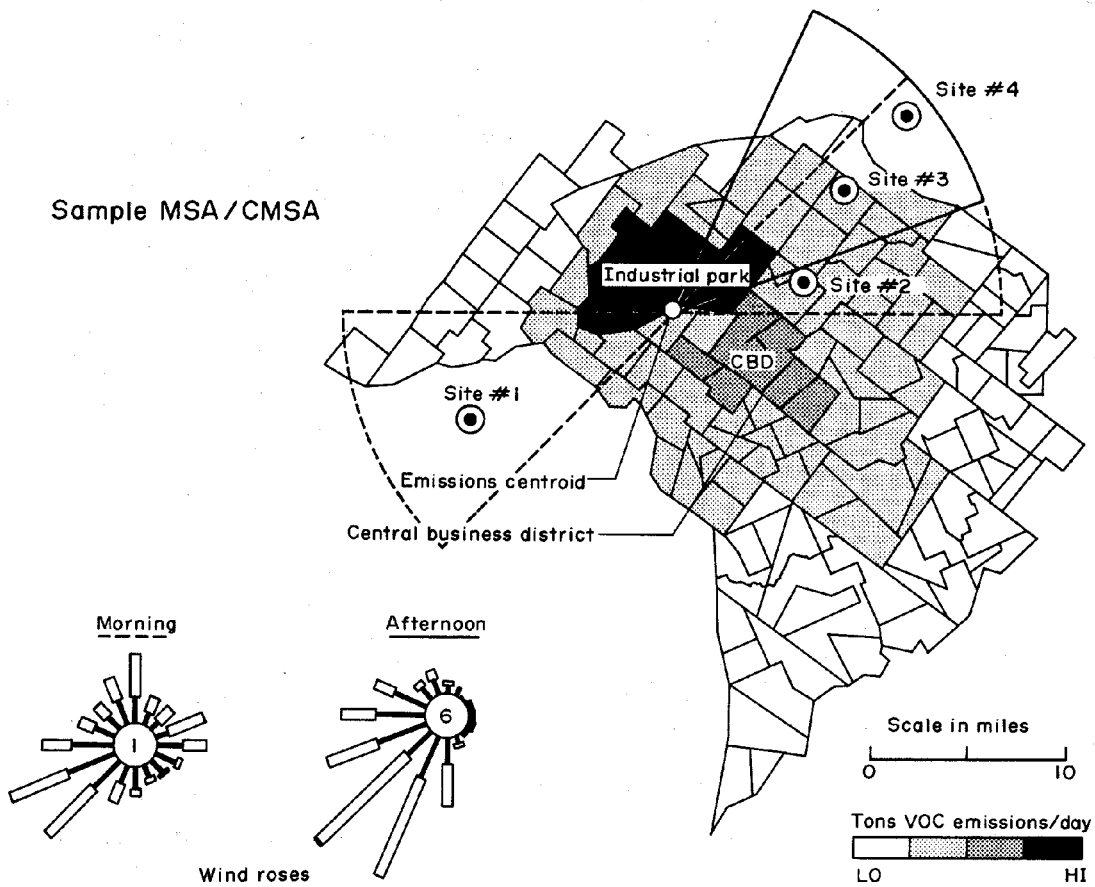 Site #4
Site #3
Sample MSA/CMSA
Industrial park
Site #2
CBD
Site #1
Emissions centroid
Central business district
Morning
Afternoon
1
6
Scale in miles
0 10
Tons VOC emissions/day
LO HI
Wind roses